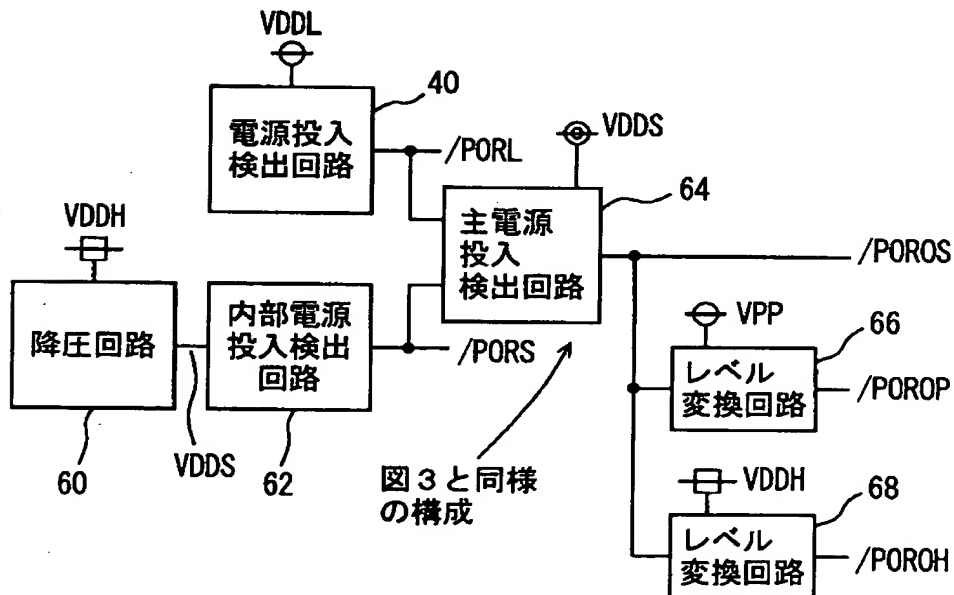 VDDL
40
電源投入
検出回路
/PORL
VDDS
64
VDDH
主電源
投入
検出回路
/POROS
降圧回路
内部電源
投入検出
回路
/PORS
VPP
66
レベル
変換回路
/POROP
60
VDDS
62
図3と同様
の構成
VDDH
68
レベル
変換回路
/POROH